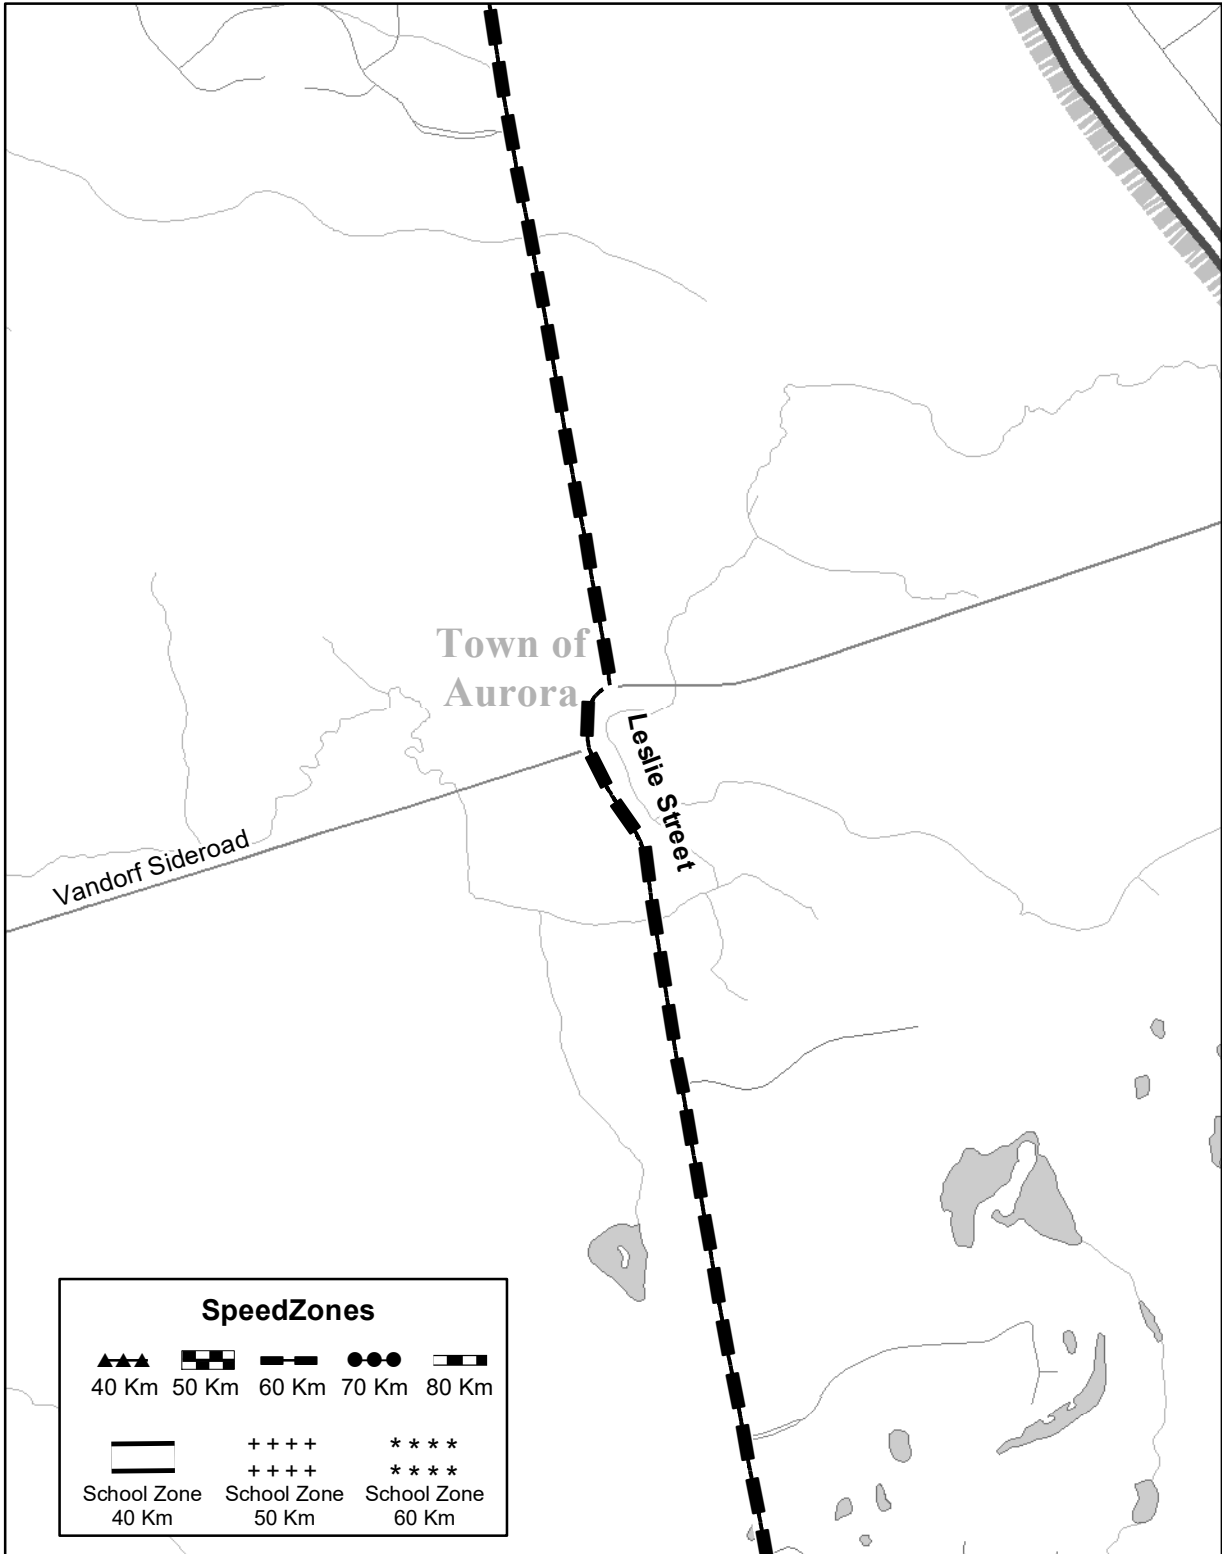 Town of
Aurora
Leslie Street
Vandorf Sideroad
SpeedZones
40 Km 50 Km 60 Km 70 Km 80 Km
School Zone School Zone School Zone
40 Km 50 Km 60 Km